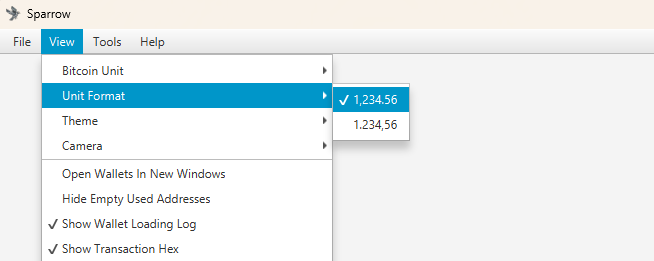 Sparrow
File View Tools Help
Bitcoin Unit
Unit Format
1,234.56
Theme
1.234,56
Camera
Open Wallets In New Windows
Hide Empty Used Addresses
Show Wallet Loading Log
Show Transaction Hex